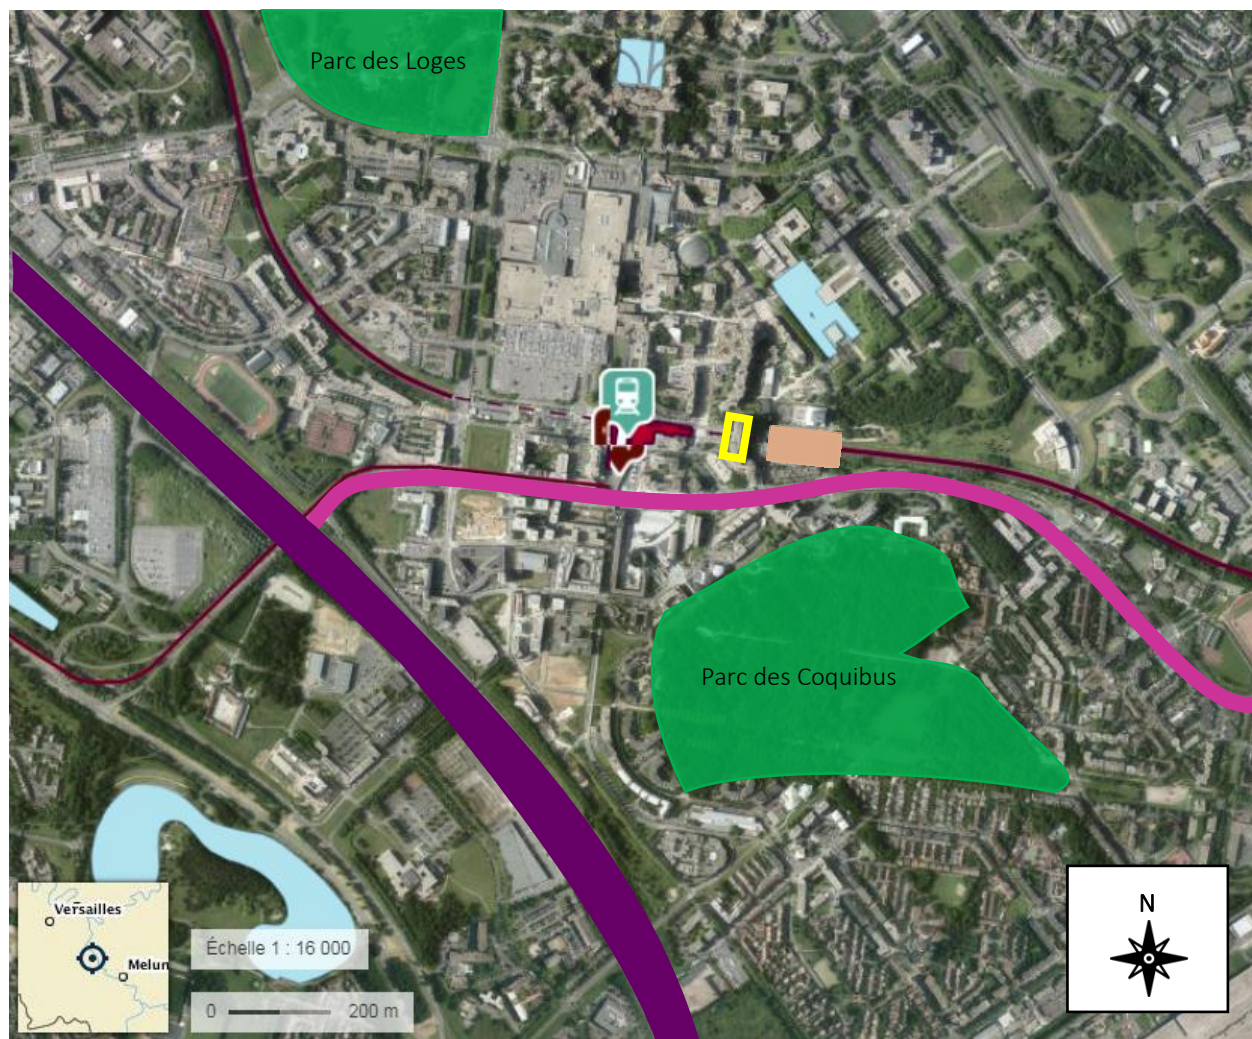 Parc des Loges
Parc des Coquibus
Versailles
Melun
Échelle 1 : 16 000
0 200 m
N